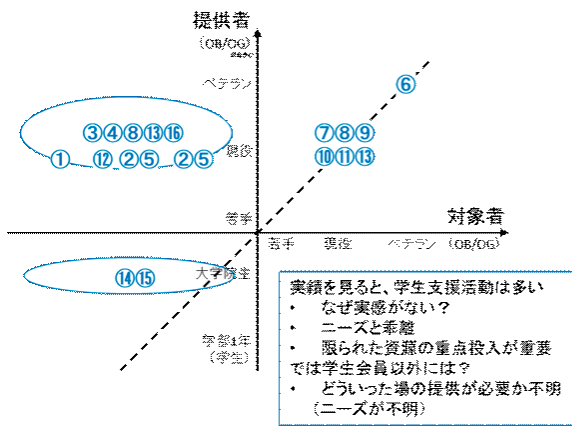 提供者
(OB/OG)
ベテラン
⑥
③④⑧⑬⑯
⑦⑧⑨
① ⑫ ②⑤ ②⑤
現役
⑩⑪⑬
若手
対象者
若手 現役 ベテラン (OB/OG)
大学院生
⑭⑮
学部1年
(学生)
実績を見ると、学生支援活動は多い
・ なぜ実感がない？
・ ニーズと乖離
・ 限られた資源の重点投入が重要
では学生会員以外には？
・ どういった場の提供が必要か不明
（ニーズが不明）